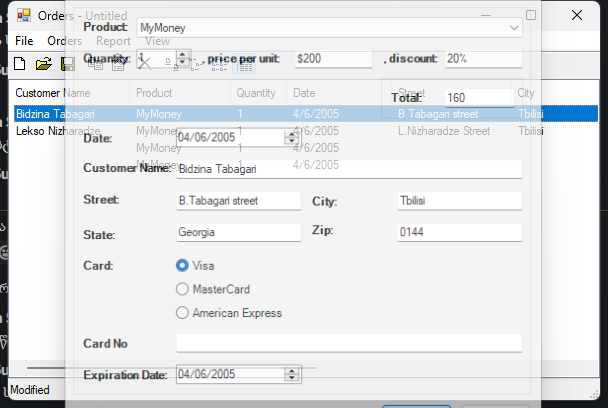 Orders - Untitled
File Orders Report View
Customer Name Product Quantity Date Street City
Bidzina Tabagari MyMoney 1 4/6/2005 B.Tabagari street Tbilisi
Lekso Nizharadze MyMoney 1 4/6/2005 L.Nizharadze Street Tbilisi
MyMoney 1 4/6/2005
MyMoney 1 4/6/2005
Product: MyMoney
Quantity: 1 , price per unit: $200 , discount: 20%
Total: 160
Date: 04/06/2005
Customer Name: Bidzina Tabagari
Street: B.Tabagari street City: Tbilisi
State: Georgia Zip: 0144
Card: Visa
MasterCard
American Express
Card No
Expiration Date: 04/06/2005
Modified